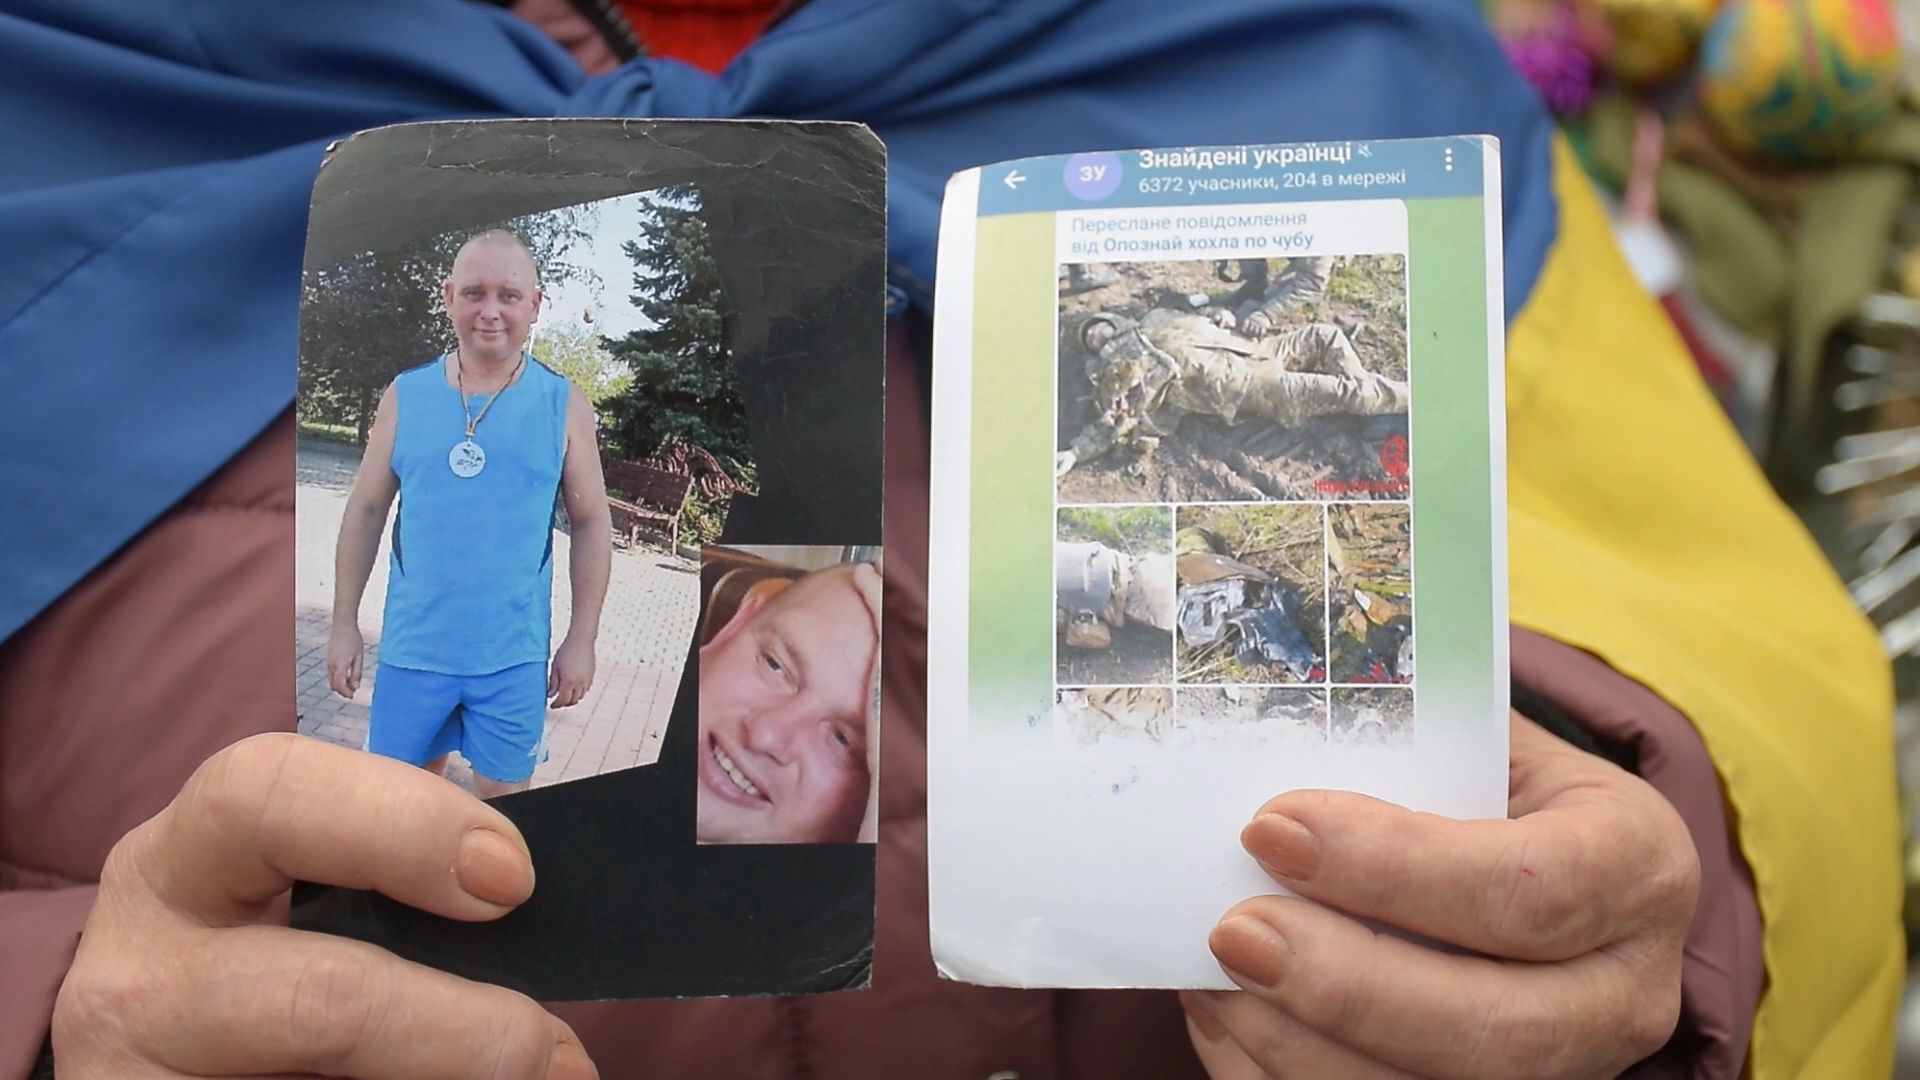 ЗУ
Знайдені українці
6372 учасники, 204 в мережі
Переслане повідомлення
від Опознай хохла по чубу